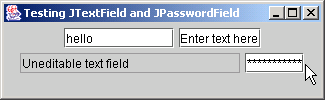 Testing JTextField and JPasswordField
hello Enter text here
Uneditable text field ***********